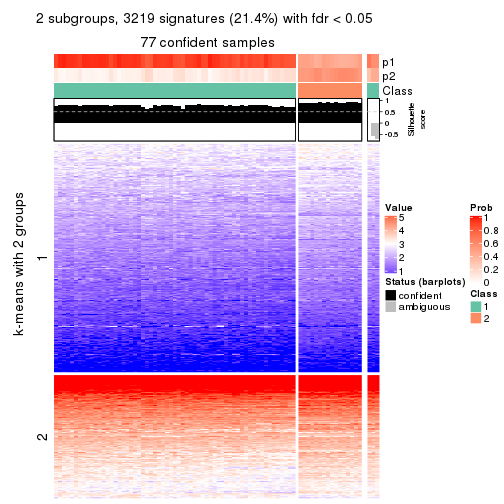 2 subgroups, 3219 signatures (21.4%) with fdr < 0.05
77 confident samples
p1
p2
Class
1
0.5
0
-0.5
Silhouette
score
k-means with 2 groups
1
2
Value
5
4
3
2
1
Status (barplots)
confident
ambiguous
Prob
1
0.8
0.6
0.4
0.2
0
Class
1
2